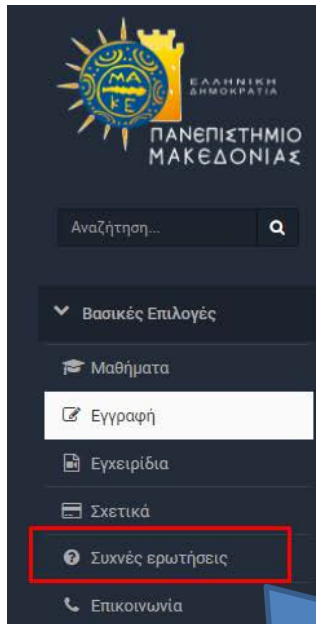 ΜΑ
ΚΕ
ΕΛΛΗΝΙΚΗ
ΔΗΜΟΚΡΑΤΙΑ
ΠΑΝΕΠΙΣΤΗΜΙΟ
ΜΑΚΕΔΟΝΙΑΣ
Αναζήτηση...
Βασικές Επιλογές
Μαθήματα
Εγγραφή
Εγχειρίδια
Σχετικά
Συχνές ερωτήσεις
Επικοινωνία